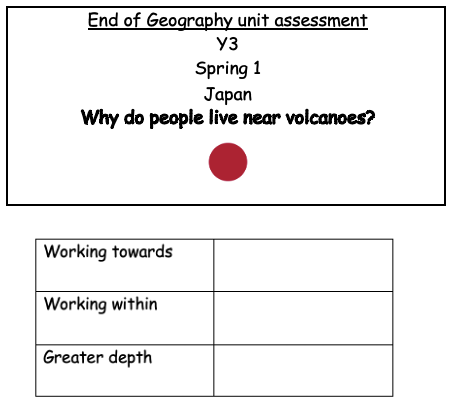 End of Geography unit assessment
Y3
Spring 1
Japan
Why do people live near volcanoes?
Working towards
Working within
Greater depth